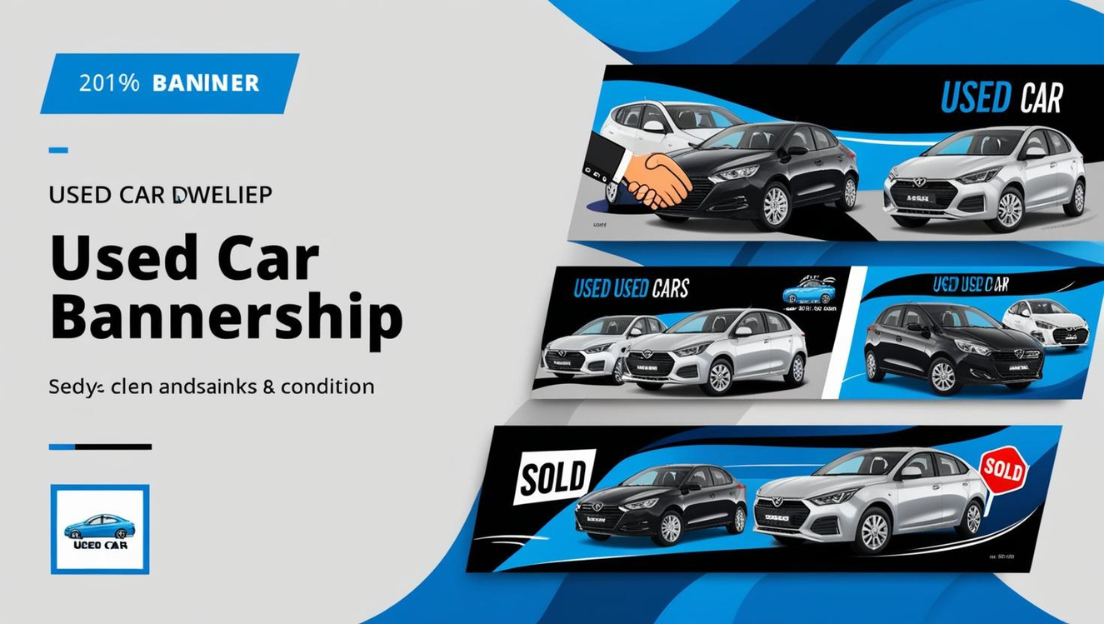 201% BANINER
USED CAR DWELIEP
Used Car
Bannership
Sedy- clen andsainks & condition
UCED CAR
USED CAR
USED USED CARS
USED USED CAR
SOLD
SOLD